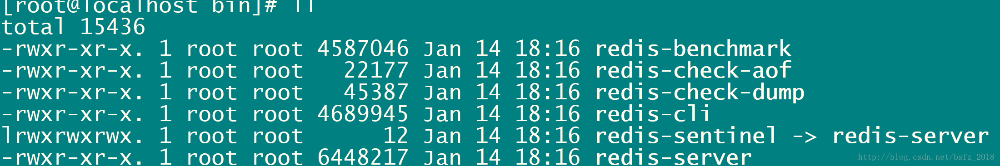 [root@localhost bin]# ll
total 15436
-rwxr-xr-x. 1 root root 4587046 Jan 14 18:16 redis-benchmark
-rwxr-xr-x. 1 root root   22177 Jan 14 18:16 redis-check-aof
-rwxr-xr-x. 1 root root   45387 Jan 14 18:16 redis-check-dump
-rwxr-xr-x. 1 root root 4689945 Jan 14 18:16 redis-cli
lrwxrwxrwx. 1 root root      12 Jan 14 18:16 redis-sentinel -> redis-server
-rwxr-xr-x. 1 root root 6448217 Jan 14 18:16 redis-server
http://blog.csdn.net/bsfz_2018